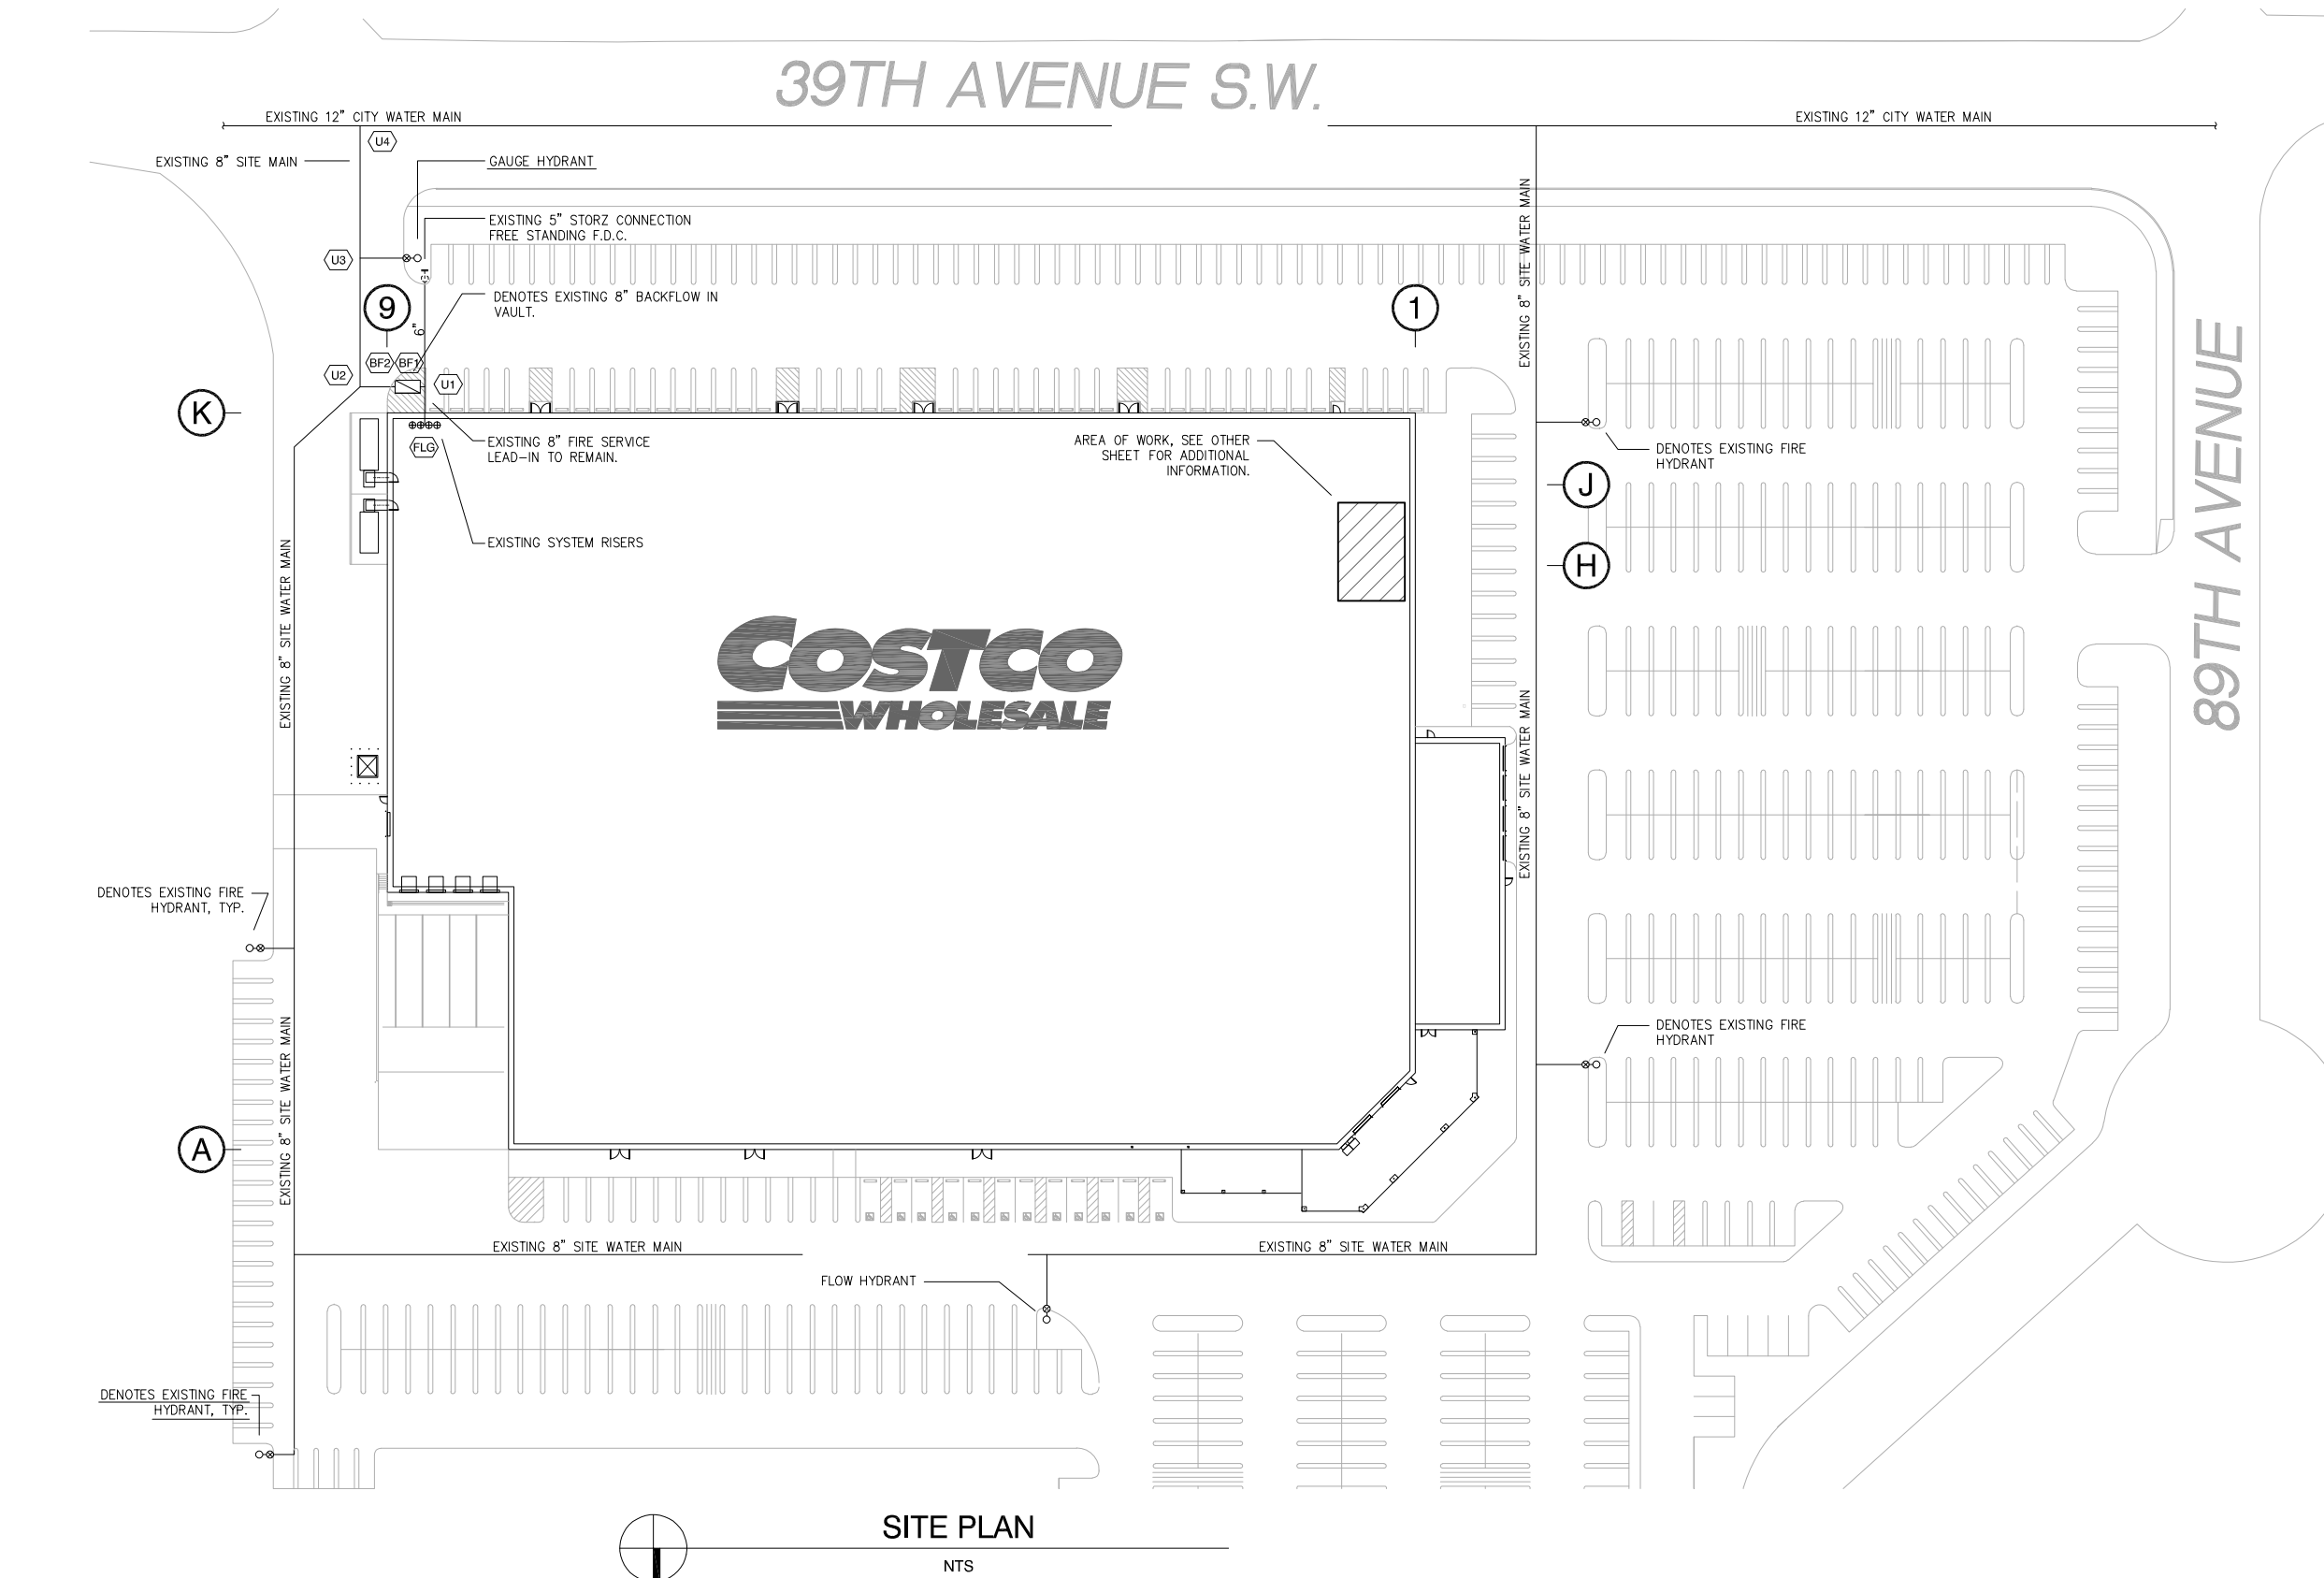 39TH AVENUE S.W.
EXISTING 12" CITY WATER MAIN
EXISTING 12" CITY WATER MAIN
U4
EXISTING 8" SITE MAIN
GAUGE HYDRANT
EXISTING 5" STORZ CONNECTION
FREE STANDING F.D.C.
U3
EXISTING 8" SITE WATER MAIN
9
DENOTES EXISTING 8" BACKFLOW IN
VAULT.
1
6"
BF2
BF1
U2
U1
K
EXISTING 8" FIRE SERVICE
LEAD-IN TO REMAIN.
FLG
AREA OF WORK, SEE OTHER
SHEET FOR ADDITIONAL
INFORMATION.
DENOTES EXISTING FIRE
HYDRANT
J
H
89TH AVENUE
EXISTING SYSTEM RISERS
EXISTING 8" SITE WATER MAIN
COSTCO
WHOLESALE
EXISTING 8" SITE WATER MAIN
DENOTES EXISTING FIRE
HYDRANT, TYP.
EXISTING 8" SITE WATER MAIN
DENOTES EXISTING FIRE
HYDRANT
A
EXISTING 8" SITE WATER MAIN
EXISTING 8" SITE WATER MAIN
FLOW HYDRANT
DENOTES EXISTING FIRE
HYDRANT, TYP.
SITE PLAN
NTS